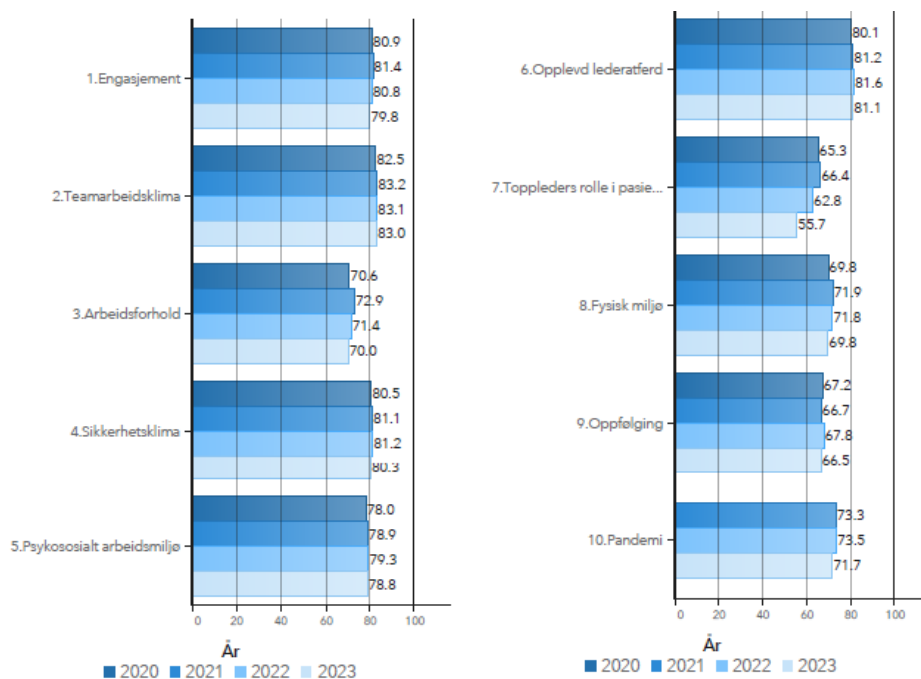 1.Engasjement
80.9
81.4
80.8
79.8
2.Teamarbeidsklima
82.5
83.2
83.1
83.0
3.Arbeidsforhold
70.6
72.9
71.4
70.0
4.Sikkerhetsklima
80.5
81.1
81.2
80.3
5.Psykososialt arbeidsmiljø
78.0
78.9
79.3
78.8
0 20 40 60 80 100
År
2020 2021 2022 2023
6.Opplevd lederatferd
80.1
81.2
81.6
81.1
7.Toppleders rolle i pasie...
65.3
66.4
62.8
55.7
8.Fysisk miljø
69.8
71.9
71.8
69.8
9.Oppfølging
67.2
66.7
67.8
66.5
10.Pandemi
73.3
73.5
71.7
0 20 40 60 80 100
År
2020 2021 2022 2023